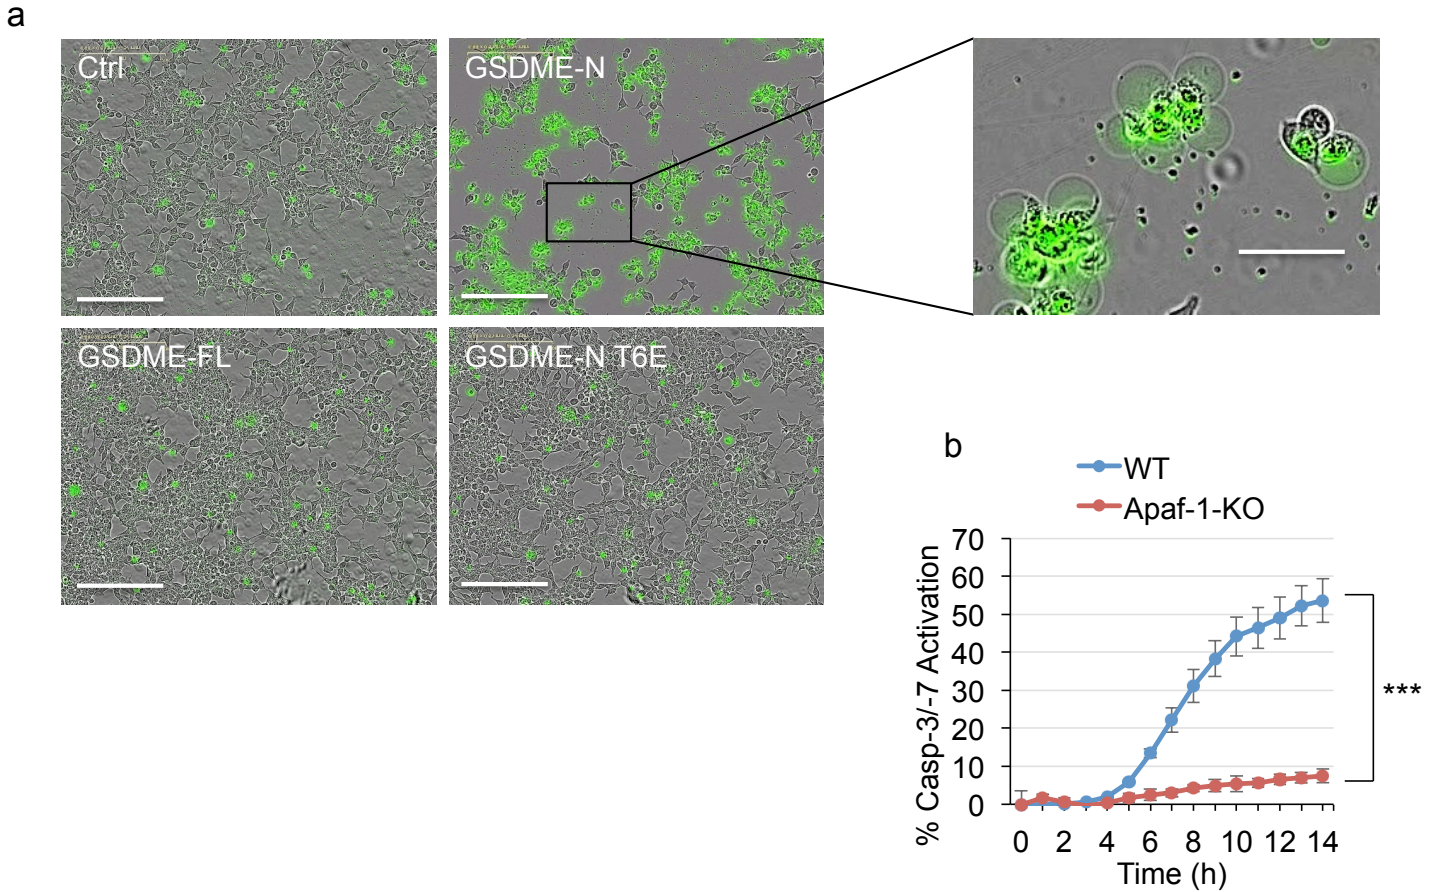 a
Ctrl
GSDME-N
GSDME-FL
GSDME-N T6E
b
WT
Apaf-1-KO
% Casp-3/-7 Activation
70
60
50
40
30
20
10
0
***
0 2 4 6 8 10 12 14
Time (h)